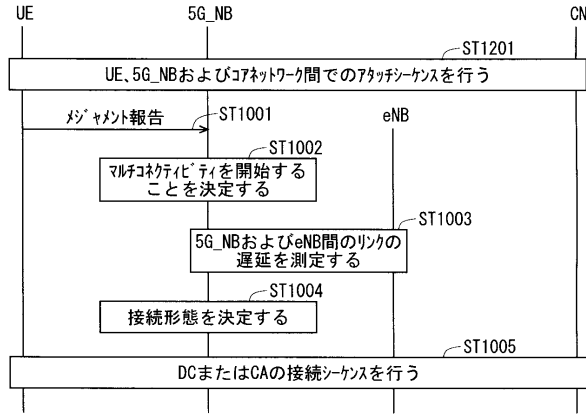 UE
5G_NB
CN
ST1201
UE、5G_NBおよびコアネットワーク間でのアタッチシーケンスを行う
メジャメント報告
ST1001
eNB
ST1002
マルチコネクティビティを開始する
ことを決定する
ST1003
5G_NBおよびeNB間のリンクの
遅延を測定する
ST1004
接続形態を決定する
ST1005
DCまたはCAの接続シーケンスを行う